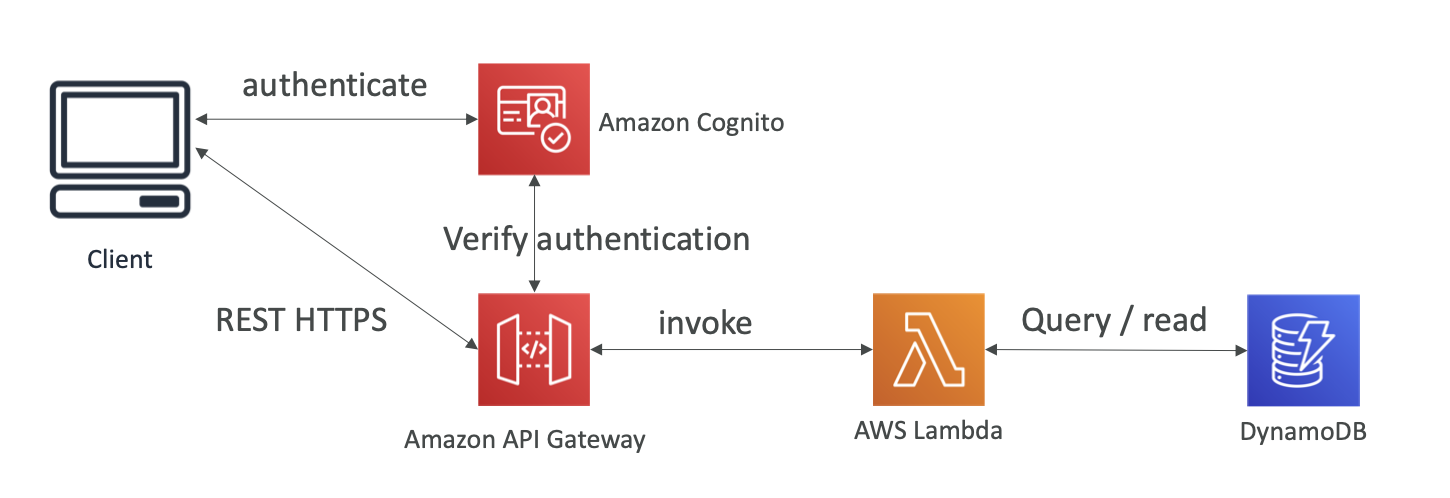 authenticate
Amazon Cognito
Client
Verify authentication
REST HTTPS
invoke
Query / read
</>
Amazon API Gateway
AWS Lambda
DynamoDB